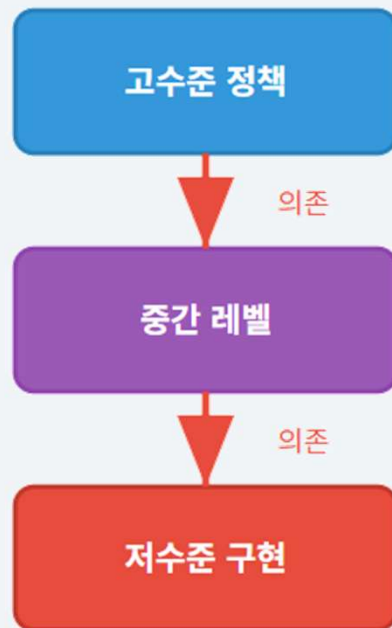 고수준 정책
의존
중간 레벨
의존
저수준 구현